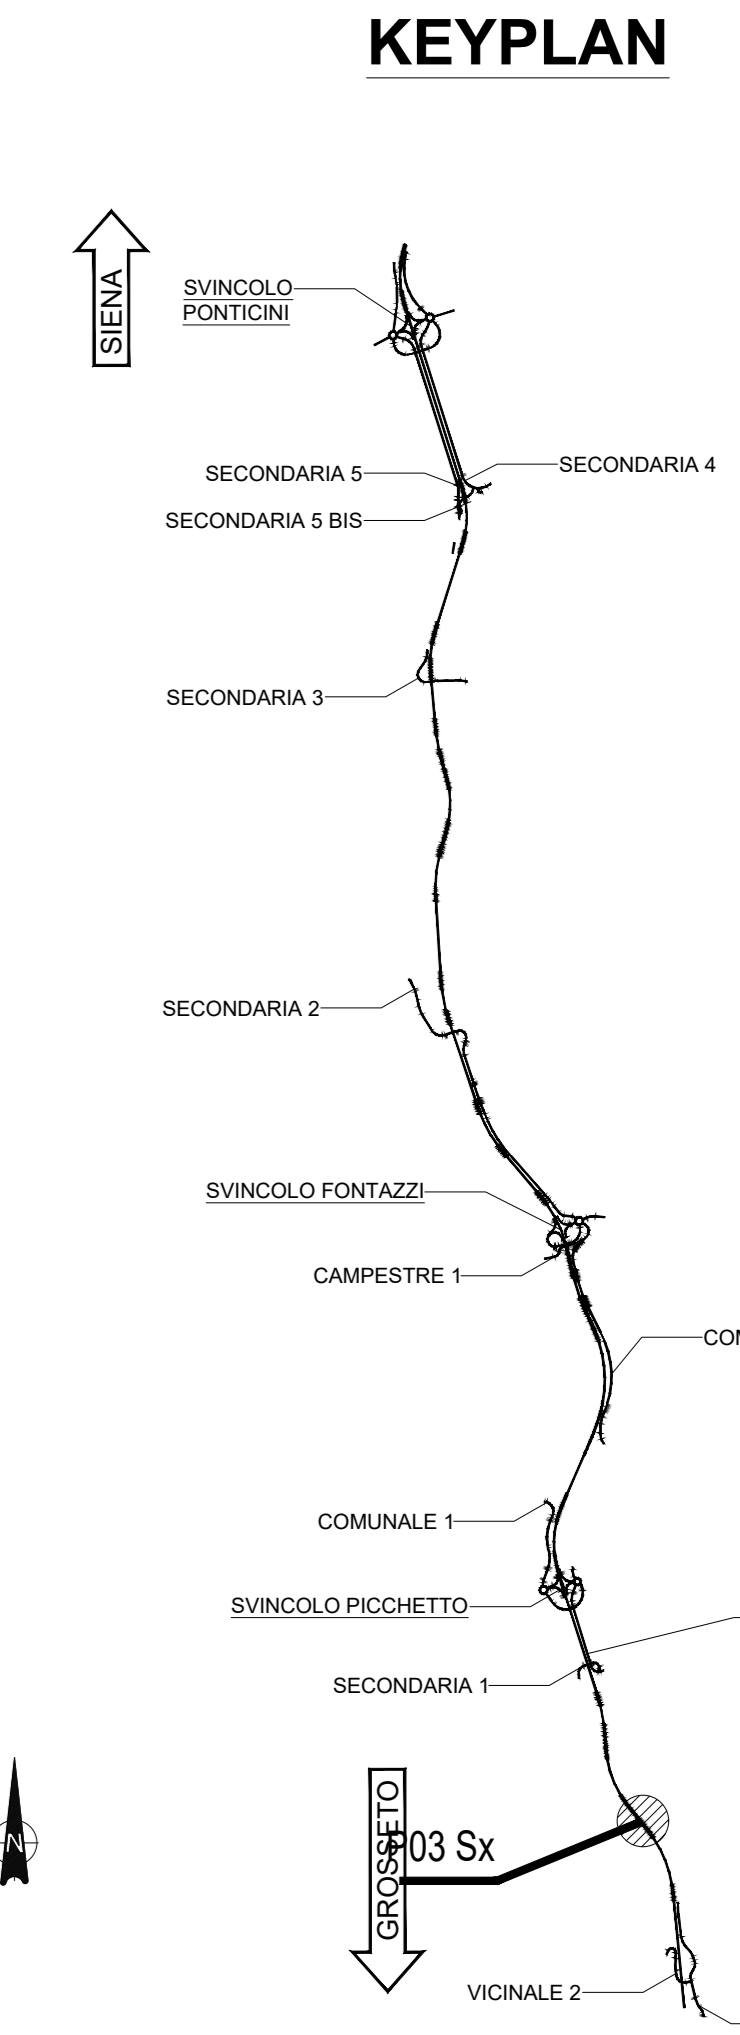 KEYPLAN
SIENA
SVINCOLO
PONTICINI
SECONDARIA 4
SECONDARIA 5
SECONDARIA 5 BIS
SECONDARIA 3
SECONDARIA 2
SVINCOLO FONTAZZI
CAMPESTRE 1
COMUNALE 1
SVINCOLO PICCHETTO
SECONDARIA 1
GROSSETO
P03 Sx
N
VICINALE 2